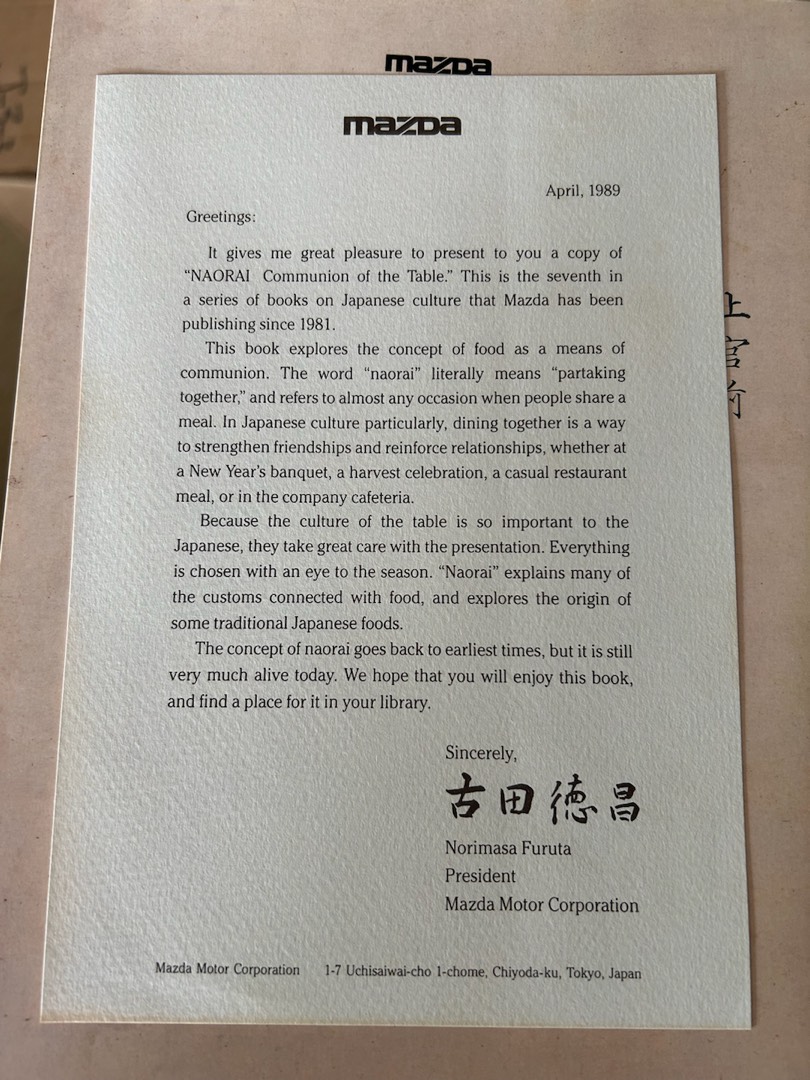 mazda
mazda
April, 1989
Greetings:
It gives me great pleasure to present to you a copy of
“NAORAI Communion of the Table.” This is the seventh in
a series of books on Japanese culture that Mazda has been
publishing since 1981.
This book explores the concept of food as a means of
communion. The word “naorai” literally means “partaking
together,” and refers to almost any occasion when people share a
meal. In Japanese culture particularly, dining together is a way
to strengthen friendships and reinforce relationships, whether at
a New Year’s banquet, a harvest celebration, a casual restaurant
meal, or in the company cafeteria.
Because the culture of the table is so important to the
Japanese, they take great care with the presentation. Everything
is chosen with an eye to the season. “Naorai” explains many of
the customs connected with food, and explores the origin of
some traditional Japanese foods.
The concept of naorai goes back to earliest times, but it is still
very much alive today. We hope that you will enjoy this book,
and find a place for it in your library.
Sincerely,
古田徳昌
Norimasa Furuta
President
Mazda Motor Corporation
Mazda Motor Corporation 1-7 Uchisaiwai-cho 1-chome, Chiyoda-ku, Tokyo, Japan